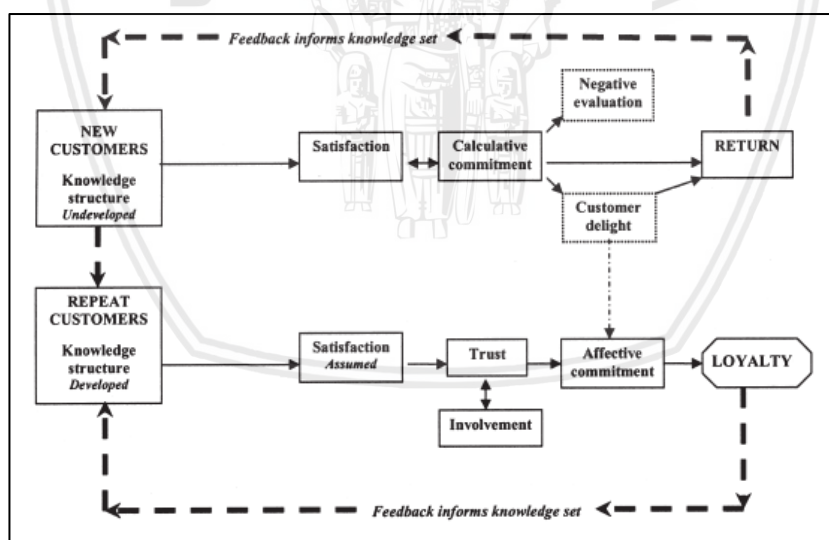 Feedback informs knowledge set
NEW
CUSTOMERS
Knowledge
structure
Undeveloped
Satisfaction
Calculative
commitment
Negative
evaluation
RETURN
Customer
delight
REPEAT
CUSTOMERS
Knowledge
structure
Developed
Satisfaction
Assumed
Trust
Affective
commitment
LOYALTY
Involvement
Feedback informs knowledge set